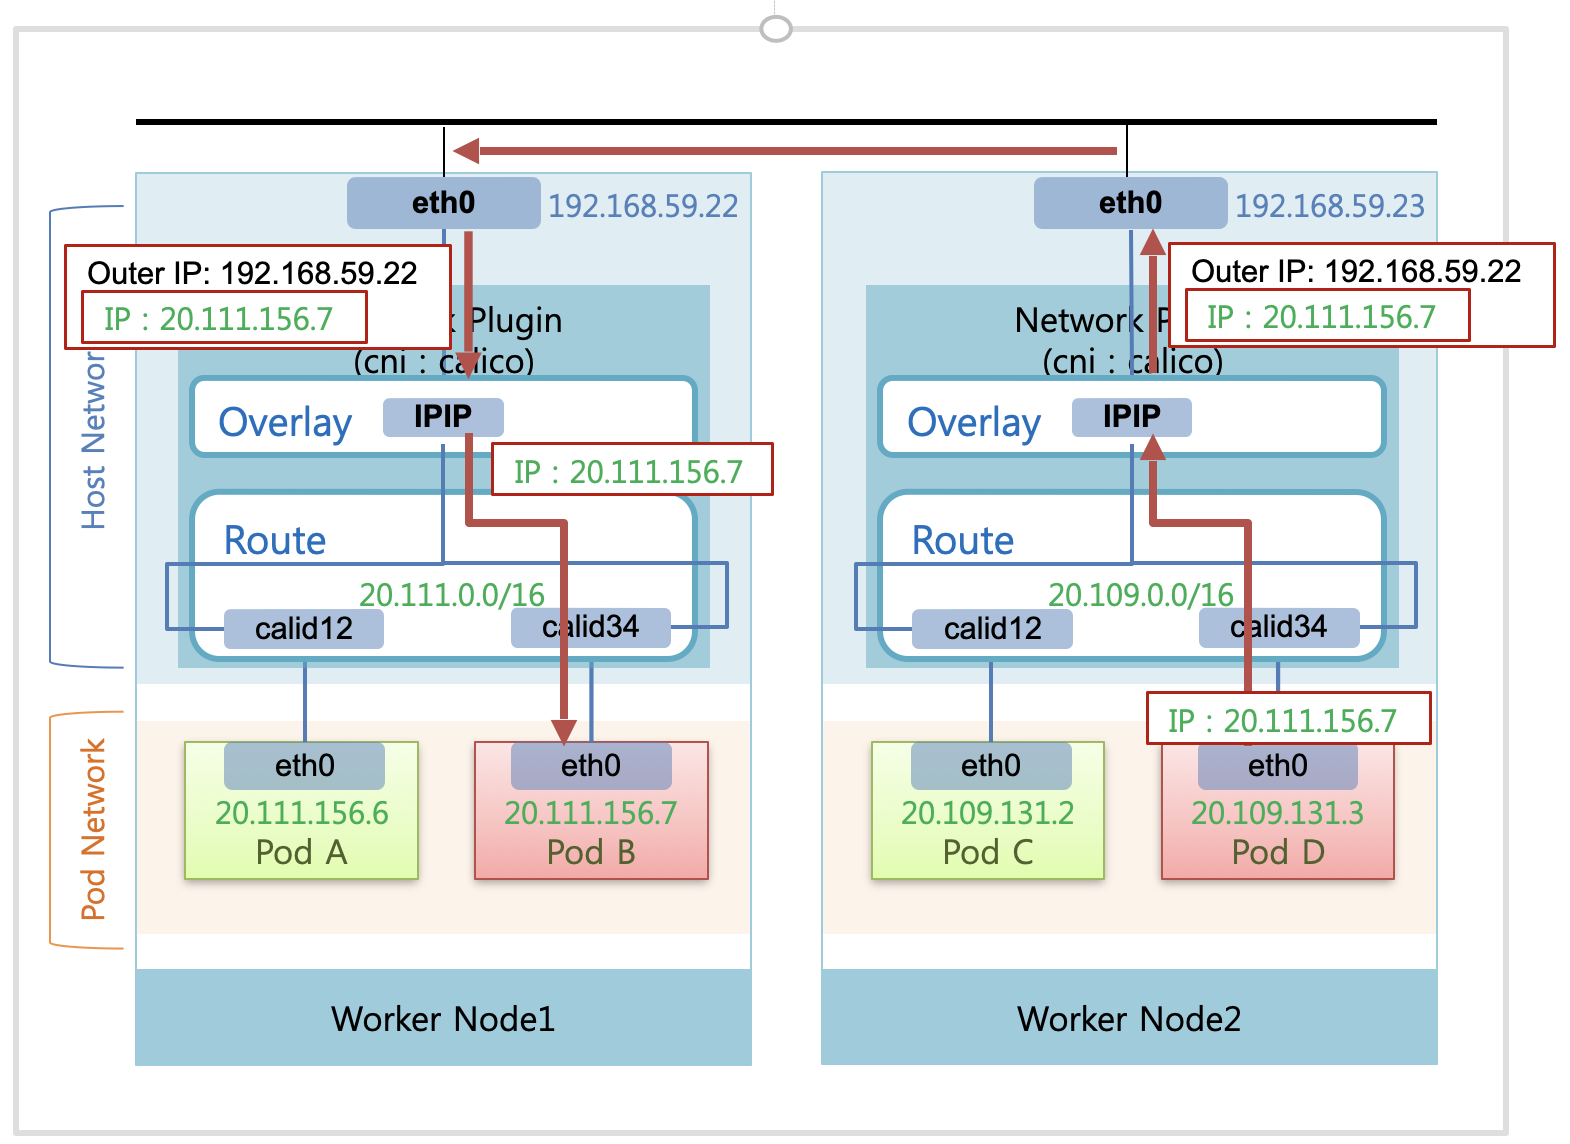 eth0
192.168.59.22
eth0
192.168.59.23
Outer IP: 192.168.59.22
IP : 20.111.156.7
Outer IP: 192.168.59.22
IP : 20.111.156.7
Plugin
(cni : calico)
Network
(cni : calico)
Host Network
Overlay
IPIP
IP : 20.111.156.7
Overlay
IPIP
Route
20.111.0.0/16
calid12
calid34
Route
20.109.0.0/16
calid12
calid34
IP : 20.111.156.7
Pod Network
eth0
20.111.156.6
Pod A
eth0
20.111.156.7
Pod B
eth0
20.109.131.2
Pod C
eth0
20.109.131.3
Pod D
Worker Node1
Worker Node2